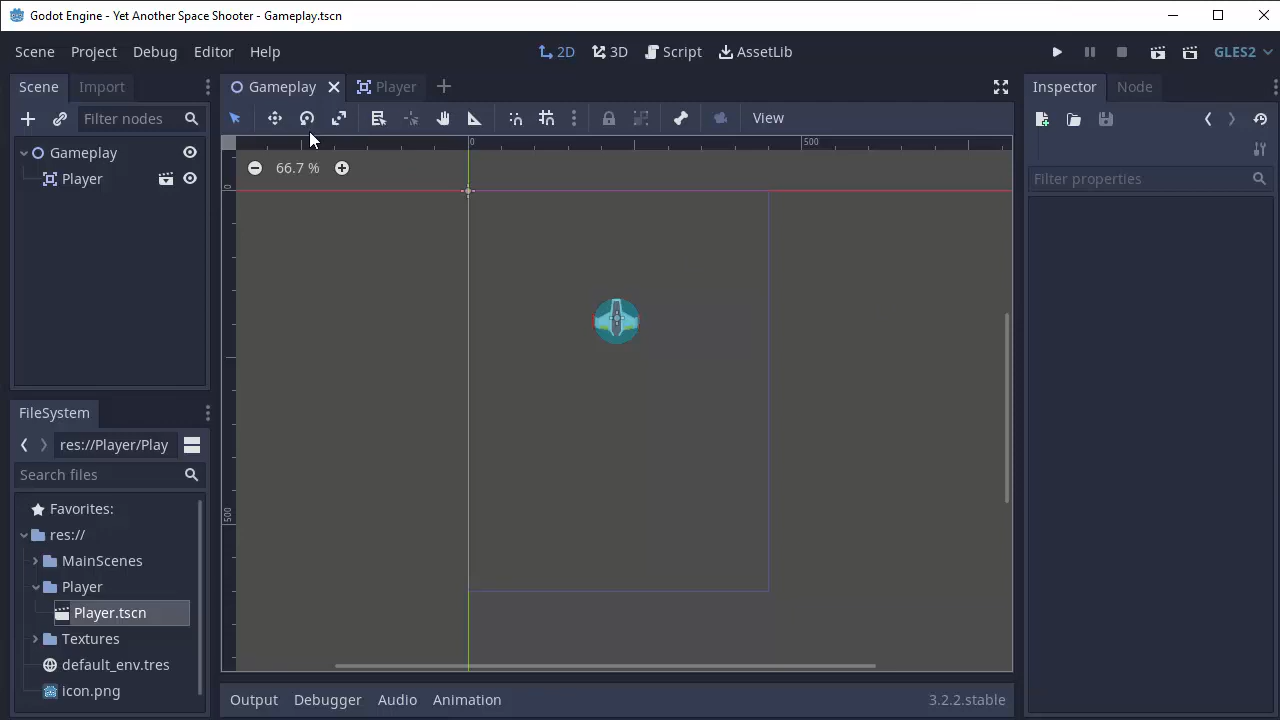 Godot Engine - Yet Another Space Shooter - Gameplay.tscn
Scene Project Debug Editor Help 2D 3D Script AssetLib GLES2
Scene Import Gameplay Player Inspector Node
Filter nodes View
Gameplay 0 500
66.7 %
Player Filter properties
0
FileSystem
res://Player/Play
Search files
Favorites:
500
res://
MainScenes
Player
Player.tscn
Textures
default_env.tres
icon.png
Output Debugger Audio Animation 3.2.2.stable